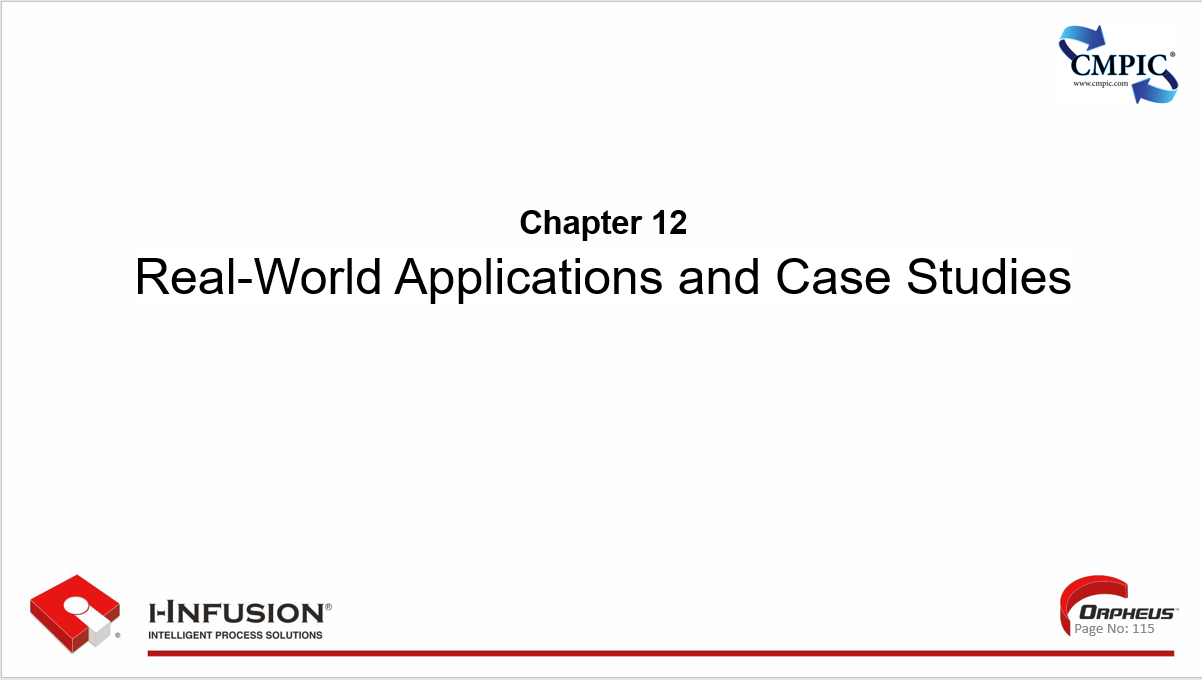 CMPIC®
www.cmpic.com
Chapter 12
Real-World Applications and Case Studies
I-INFUSION®
INTELLIGENT PROCESS SOLUTIONS
®
ORPHEUS™
Page No: 115